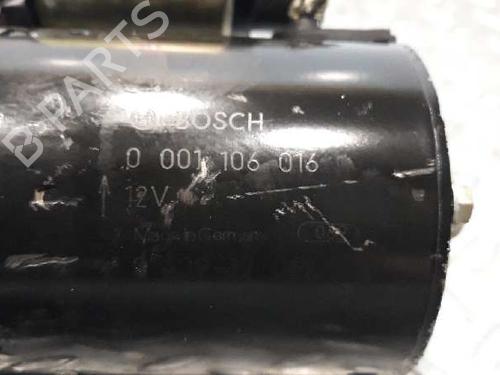 B PARTS
BOSCH
0 001 106 016
12V
Made in Germany